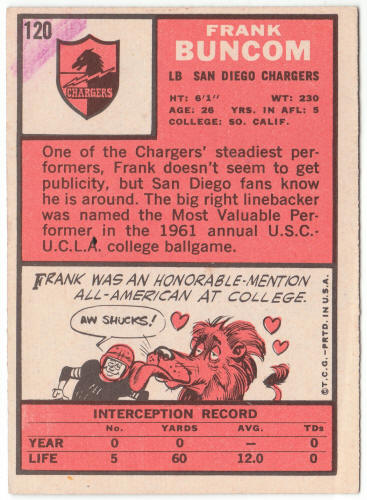 120
CHARGERS
FRANK
BUNCOM
LB SAN DIEGO CHARGERS
HT: 6'1" WT: 230
AGE: 26 YRS. IN AFL: 5
COLLEGE: SO. CALIF.
One of the Chargers' steadiest per-
formers, Frank doesn't seem to get
publicity, but San Diego fans know
he is around. The big right linebacker
was named the Most Valuable Per-
former in the 1961 annual U.S.C.-
U.C.L.A. college ballgame.
FRANK WAS AN HONORABLE-MENTION
ALL-AMERICAN AT COLLEGE.
AW SHUCKS!
©T.C.G.-PRTD. IN U.S.A.
INTERCEPTION RECORD
No. YARDS AVG. TDs
YEAR 0 0 — 0
LIFE 5 60 12.0 0